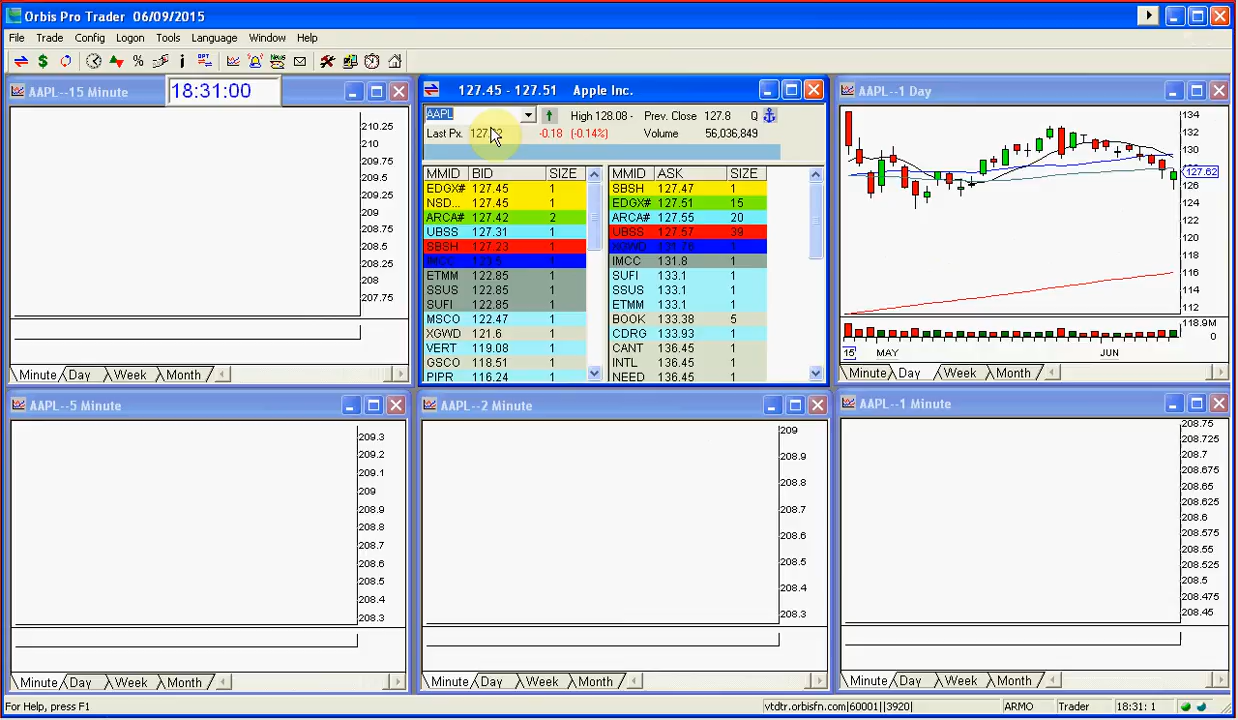 Orbis Pro Trader 06/09/2015
File Trade Config Logon Tools Language Window Help
AAPL--15 Minute
18:31:00
210.25
210
209.75
209.5
209.25
209
208.75
208.5
208.25
208
207.75
Minute Day Week Month
127.45 - 127.51 Apple Inc.
AAPL High 128.08 - Prev. Close 127.8 Q
Last Px. -0.18 (-0.14%) Volume 56,036,849
MMID BID SIZE MMID ASK SIZE
EDGX# 127.45 1 SBSH 127.47 1
NSD... 127.45 1 EDGX# 127.51 15
ARCA# 127.42 2 ARCA# 127.55 20
UBSS 127.31 1 UBSS 127.57 39
SBSH 127.23 1 XGWD 131.76 1
IMCC 123.5 1 IMCC 131.8 1
ETMM 122.85 1 SUFI 133.1 1
SSUS 122.85 1 SSUS 133.1 1
SUFI 122.85 1 ETMM 133.1 1
MSCO 122.47 1 BOOK 133.38 5
XGWD 121.6 1 CDRG 133.93 1
VERT 119.08 1 CANT 136.45 1
GSCO 118.51 1 INTL 136.45 1
PIPR 116.24 1 NEED 136.45 1
AAPL--1 Day
134
132
130
127.62
126
124
122
120
118
116
114
112
118.9M
0
15 MAY JUN
Minute Day Week Month
AAPL--5 Minute
209.3
209.2
209.1
209
208.9
208.8
208.7
208.6
208.5
208.4
208.3
Minute Day Week Month
AAPL--2 Minute
209
208.9
208.8
208.7
208.6
208.5
208.4
208.3
Minute Day Week Month
AAPL--1 Minute
208.75
208.725
208.7
208.675
208.65
208.625
208.6
208.575
208.55
208.525
208.5
208.475
208.45
Minute Day Week Month
For Help, press F1 vtdtr.orbisfn.com|60001||3920| ARMO Trader 18:31: 1